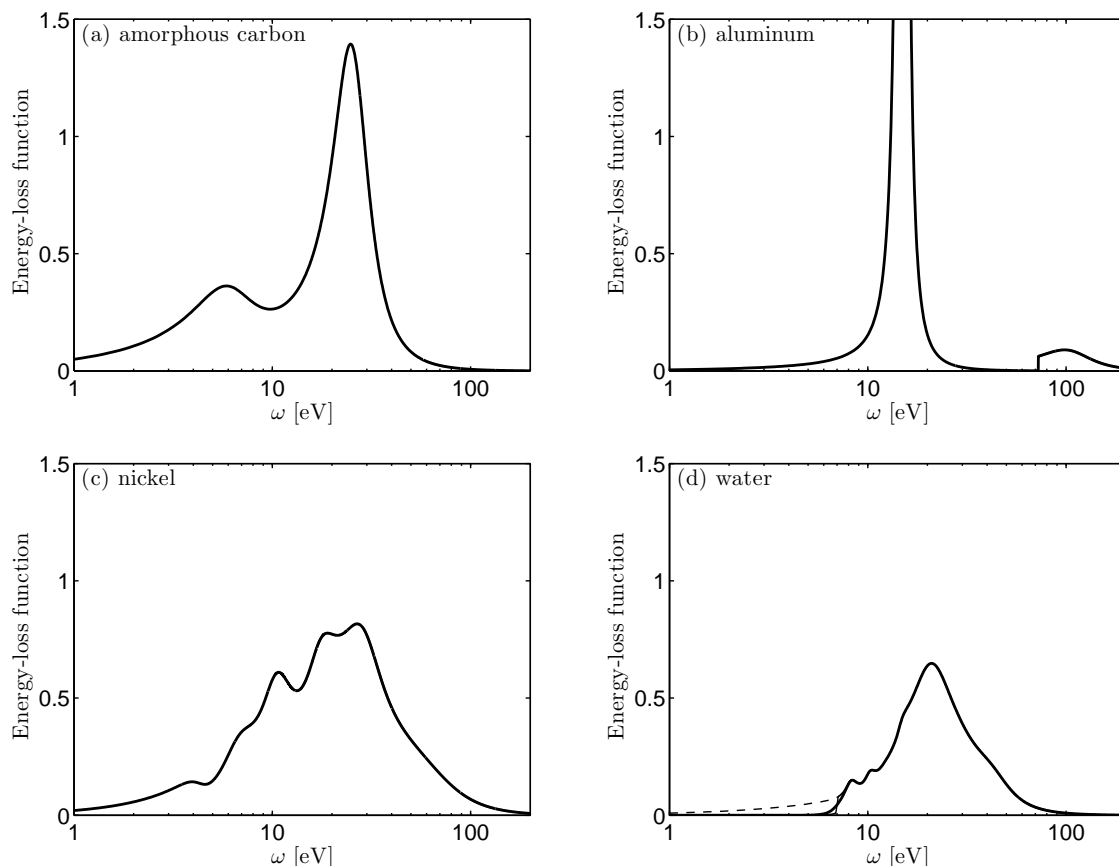 1.5
(a) amorphous carbon
1
0.5
0
Energy-loss function
1
10
100
ω [eV]
1.5
(b) aluminum
1
0.5
0
Energy-loss function
1
10
100
ω [eV]
1.5
(c) nickel
1
0.5
0
Energy-loss function
1
10
100
ω [eV]
1.5
(d) water
1
0.5
0
Energy-loss function
1
10
100
ω [eV]